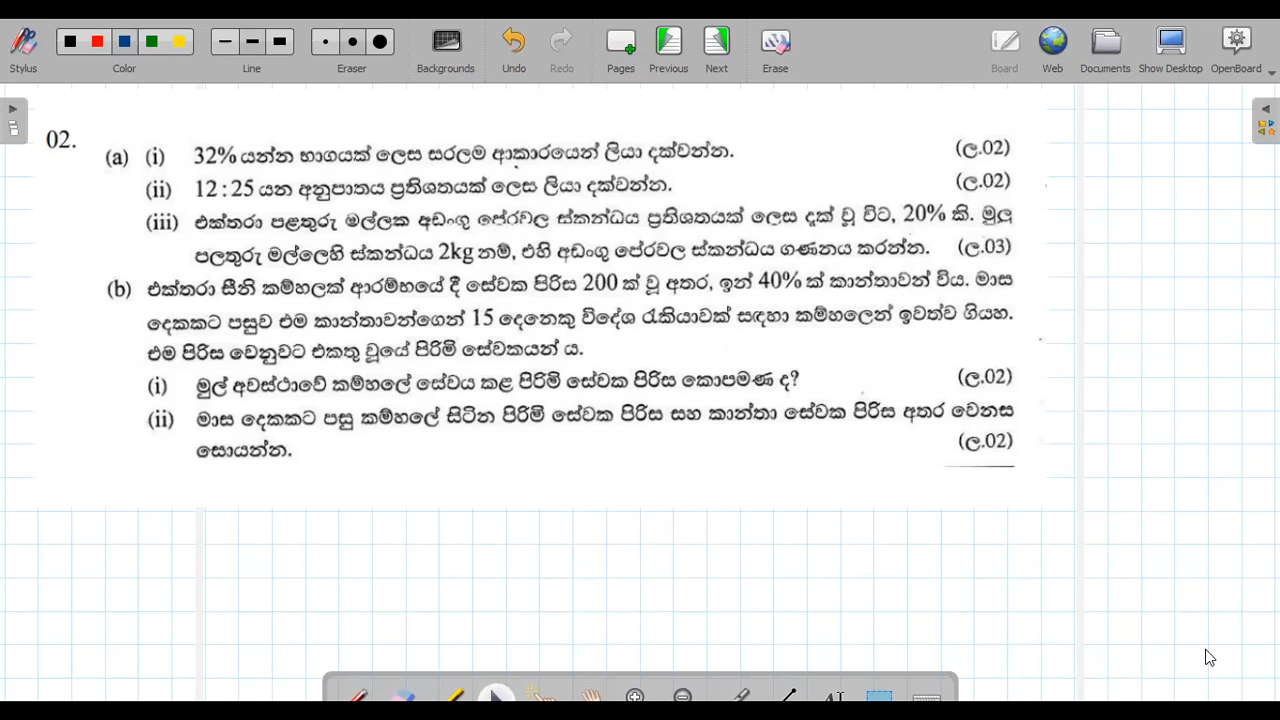 Stylus Color Line Eraser Backgrounds Undo Redo Pages Previous Next Erase Board Web Documents Show Desktop OpenBoard
02.
(a) (i) 32% යන්න භාගයක් ලෙස සරලම ආකාරයෙන් ලියා දක්වන්න. (ල.02)
(ii) 12 : 25 යන අනුපාතය ප්‍රතිශතයක් ලෙස ලියා දක්වන්න. (ල.02)
(iii) එක්තරා පළතුරු මල්ලක අඩංගු පේරවල ස්කන්ධය ප්‍රතිශතයක් ලෙස දැක් වූ විට, 20% කි. මුලු
පලතුරු මල්ලෙහි ස්කන්ධය 2kg නම්, එහි අඩංගු පේරවල ස්කන්ධය ගණනය කරන්න. (ල.03)
(b) එක්තරා සීනි කම්හලක් ආරම්භයේ දී සේවක පිරිස 200 ක් වූ අතර, ඉන් 40% ක් කාන්තාවන් විය. මාස
දෙකකට පසුව එම කාන්තාවන්ගෙන් 15 දෙනෙකු විදේශ රැකියාවක් සඳහා කම්හලෙන් ඉවත්ව ගියහ.
එම පිරිස වෙනුවට එකතු වූයේ පිරිමි සේවකයන් ය.
(i) මුල් අවස්ථාවේ කම්හලේ සේවය කළ පිරිමි සේවක පිරිස කොපමණ ද? (ල.02)
(ii) මාස දෙකකට පසු කම්හලේ සිටින පිරිමි සේවක පිරිස සහ කාන්තා සේවක පිරිස අතර වෙනස
සොයන්න. (ල.02)